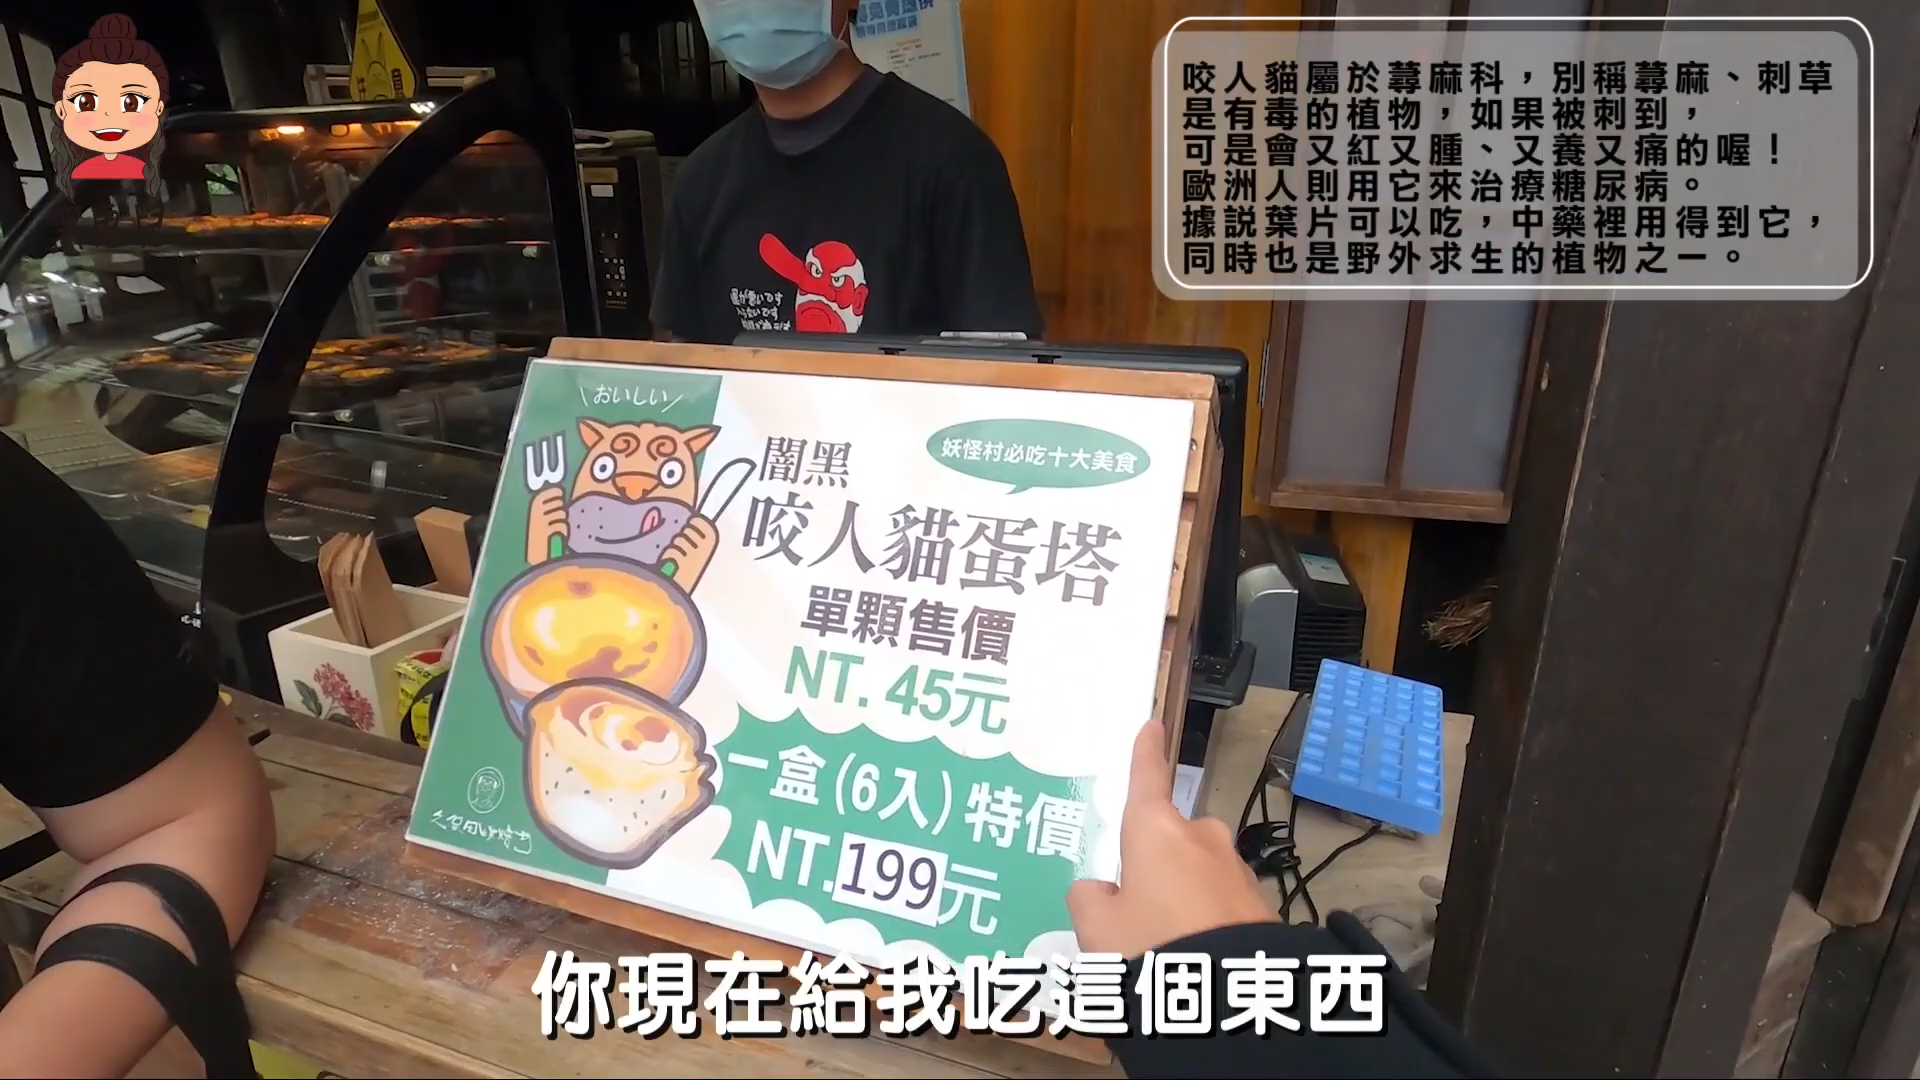 咬人貓屬於蕁麻科，別稱蕁麻、刺草
是有毒的植物，如果被刺到，
可是會又紅又腫、又養又痛的喔！
歐洲人則用它來治療糖尿病。
據説葉片可以吃，中藥裡用得到它，
同時也是野外求生的植物之一。
おいしい
妖怪村必吃十大美食
闇黑
咬人貓蛋塔
單顆售價
NT. 45元
一盒(6入)特價
NT.199元
你現在給我吃這個東西